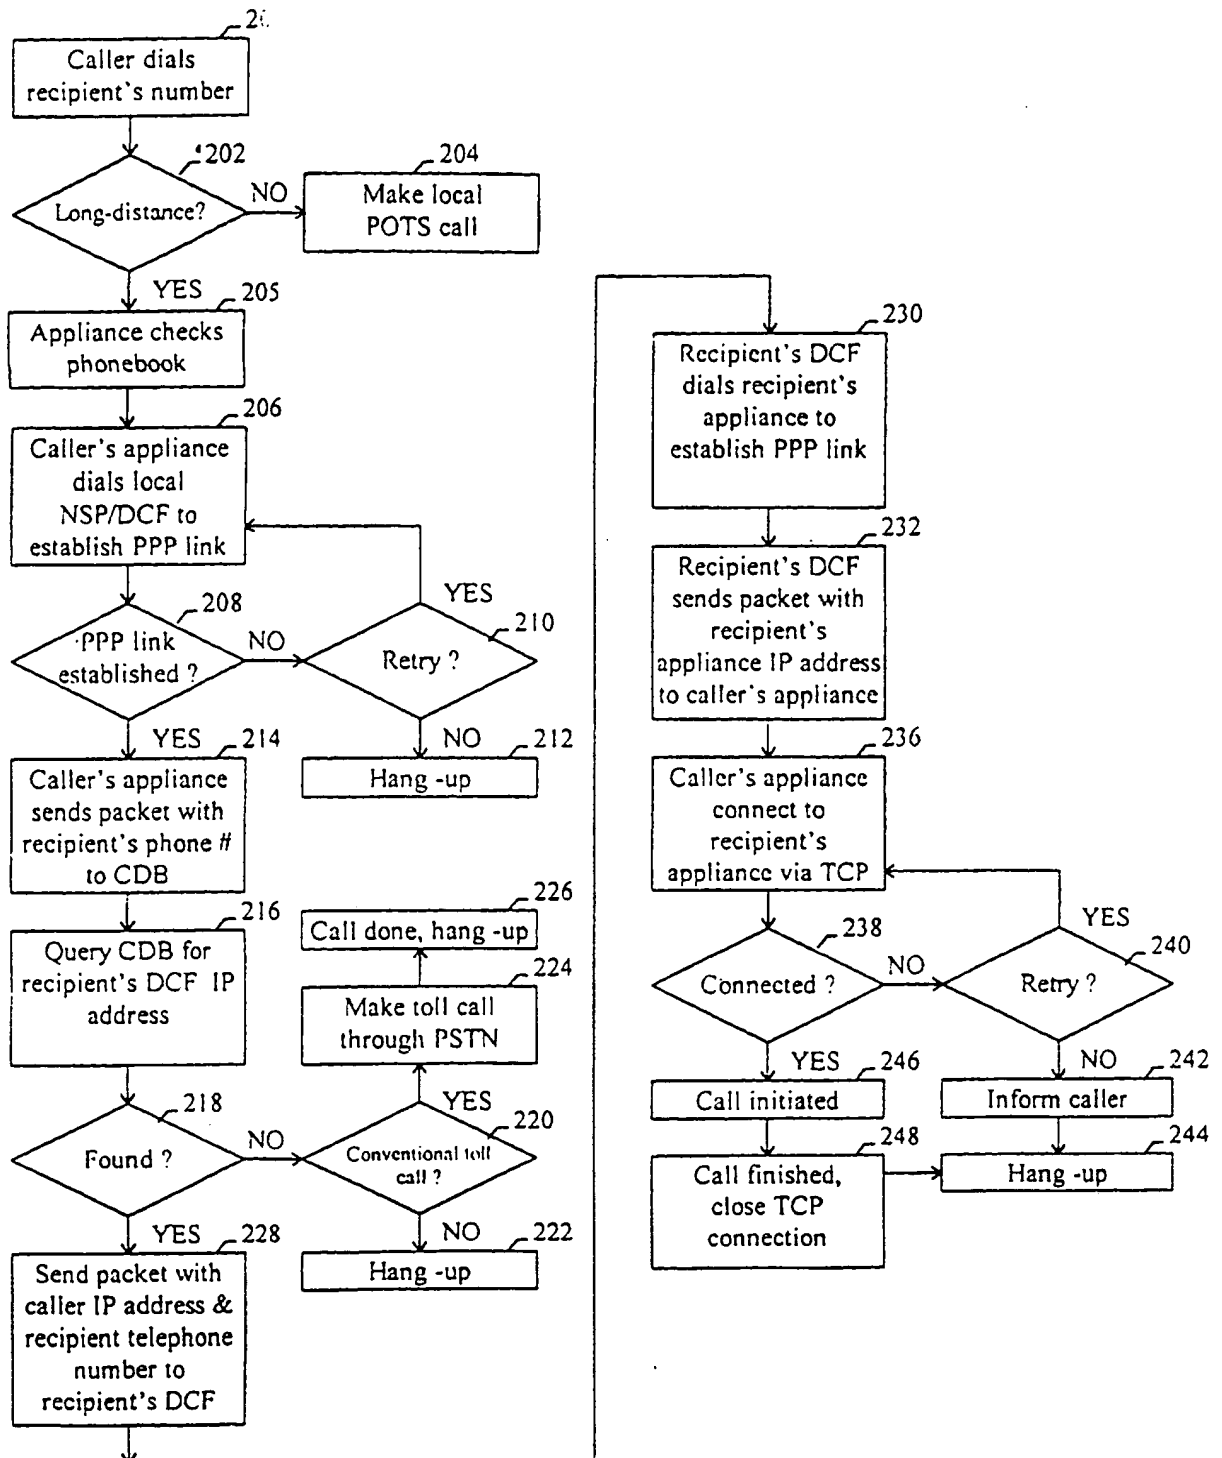 Caller dials
recipient's number
202
Long-distance?
NO
204
Make local
POTS call
YES
205
Appliance checks
phonebook
206
Caller's appliance
dials local
NSP/DCF to
establish PPP link
208
PPP link
established ?
NO
YES
210
Retry ?
NO
212
Hang -up
YES
214
Caller's appliance
sends packet with
recipient's phone #
to CDB
216
Query CDB for
recipient's DCF IP
address
218
Found ?
NO
220
Conventional toll
call ?
YES
224
Make toll call
through PSTN
226
Call done, hang -up
NO
222
Hang -up
YES
228
Send packet with
caller IP address &
recipient telephone
number to
recipient's DCF
230
Recipient's DCF
dials recipient's
appliance to
establish PPP link
232
Recipient's DCF
sends packet with
recipient's
appliance IP address
to caller's appliance
236
Caller's appliance
connect to
recipient's
appliance via TCP
238
Connected ?
NO
YES
240
Retry ?
NO
242
Inform caller
244
Hang -up
YES
246
Call initiated
248
Call finished,
close TCP
connection